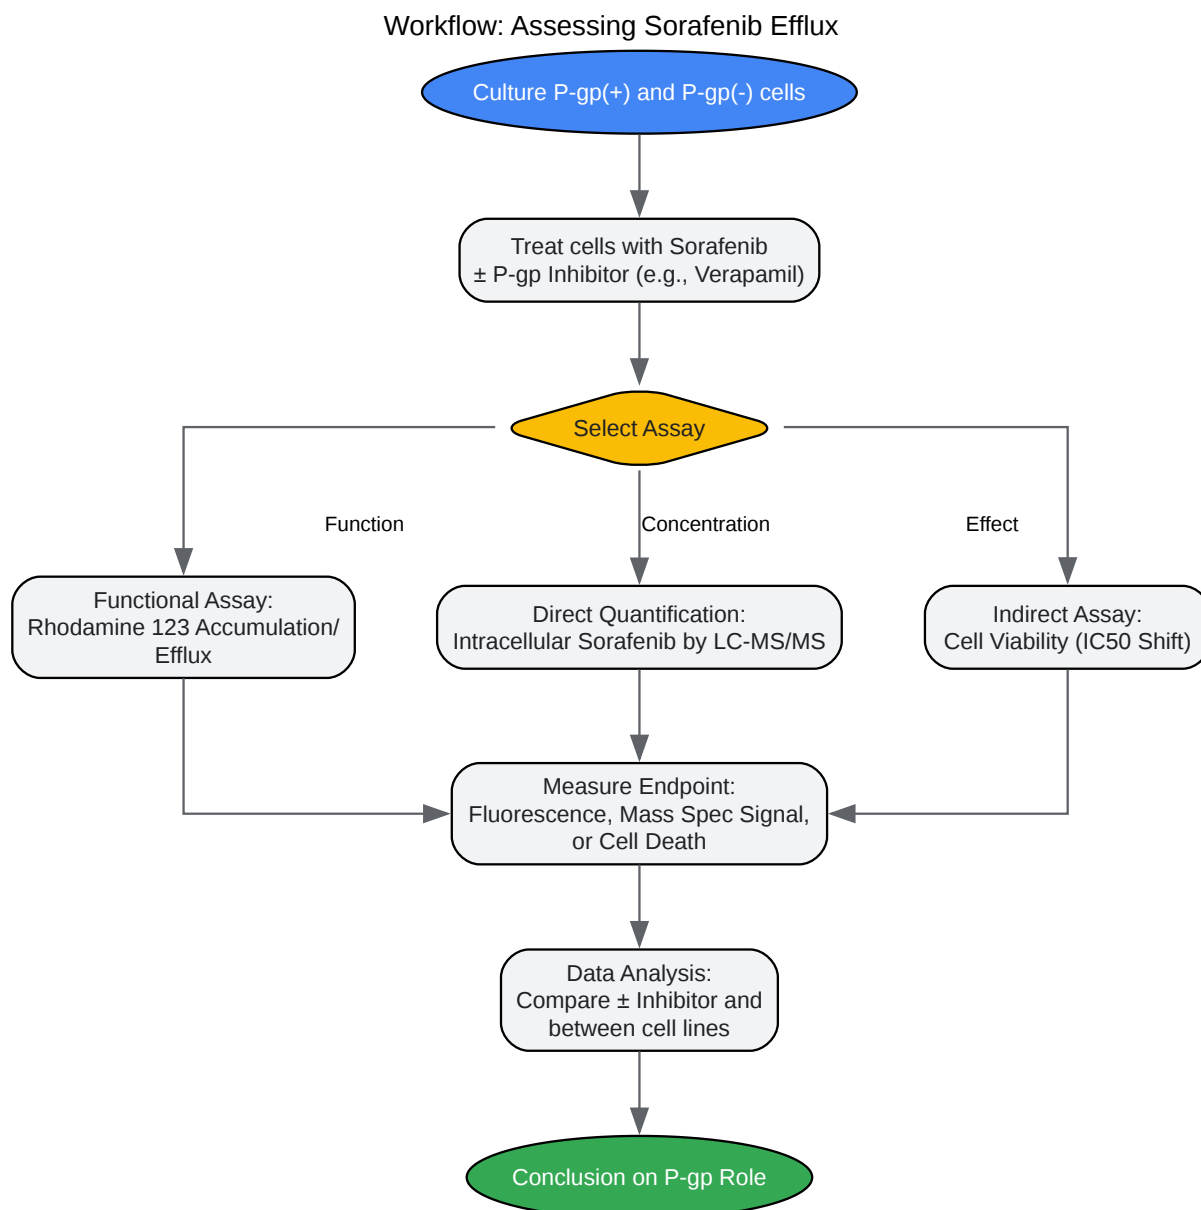 Workflow: Assessing Sorafenib Efflux
Culture P-gp(+) and P-gp(-) cells
Treat cells with Sorafenib
± P-gp Inhibitor (e.g., Verapamil)
Select Assay
Function
Concentration
Effect
Functional Assay:
Rhodamine 123 Accumulation/
Efflux
Direct Quantification:
Intracellular Sorafenib by LC-MS/MS
Indirect Assay:
Cell Viability (IC50 Shift)
Measure Endpoint:
Fluorescence, Mass Spec Signal,
or Cell Death
Data Analysis:
Compare ± Inhibitor and
between cell lines
Conclusion on P-gp Role